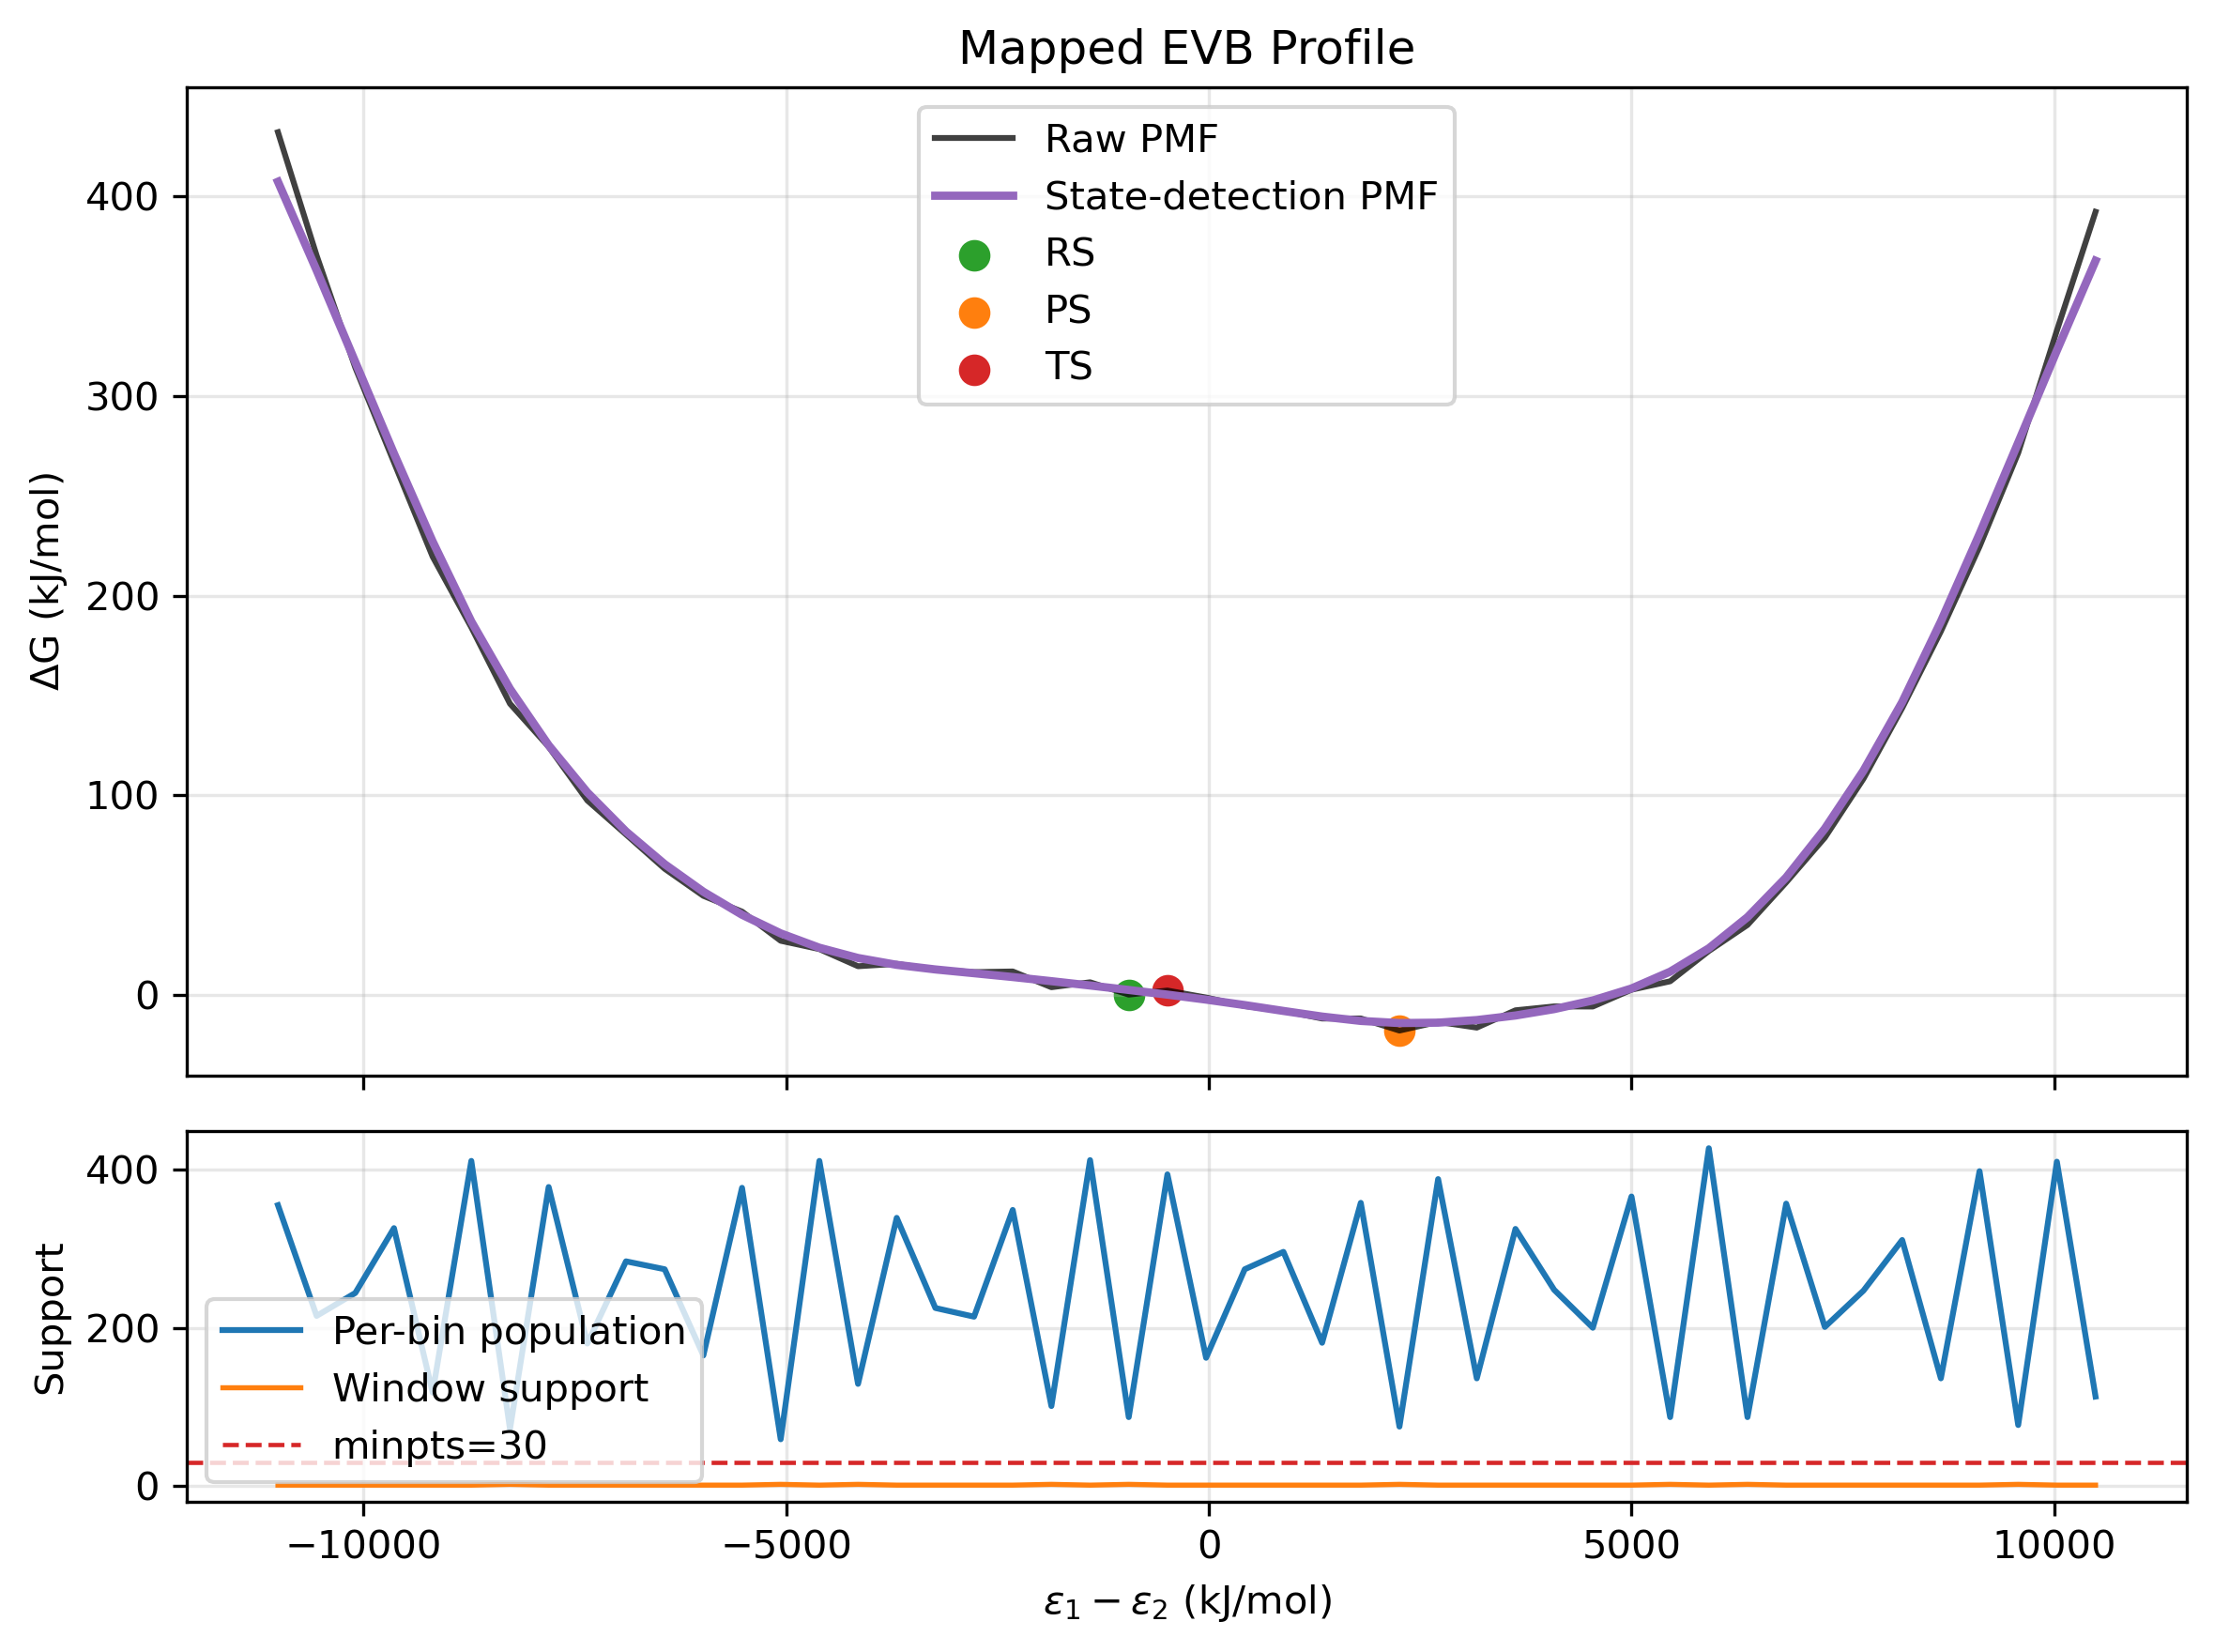 Mapped EVB Profile
Raw PMF
State-detection PMF
RS
PS
TS
ΔG (kJ/mol)
400
300
200
100
0
Support
400
200
0
Per-bin population
Window support
minpts=30
−10000
−5000
0
5000
10000
ε₁ − ε₂ (kJ/mol)